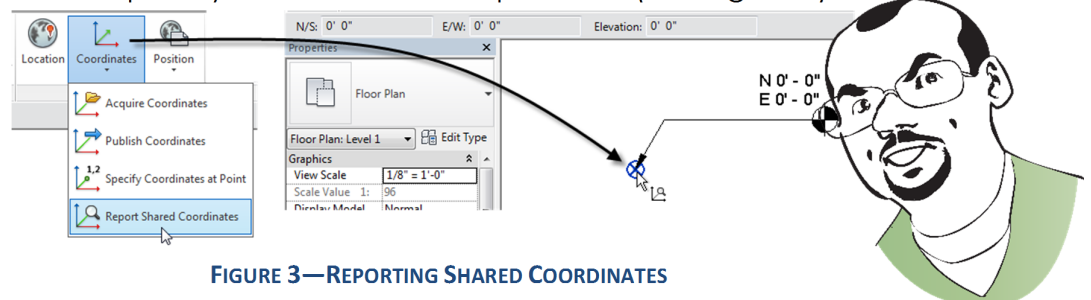 N/S: 0' 0" E/W: 0' 0" Elevation: 0' 0"
Location Coordinates Position
Properties
Floor Plan
N 0' - 0"
E 0' - 0"
Acquire Coordinates
Publish Coordinates
Specify Coordinates at Point
Report Shared Coordinates
1,2
Floor Plan: Level 1 Edit Type
Graphics
View Scale 1/8" = 1'-0"
Scale Value 1: 96
Display Model Normal
FIGURE 3—REPORTING SHARED COORDINATES